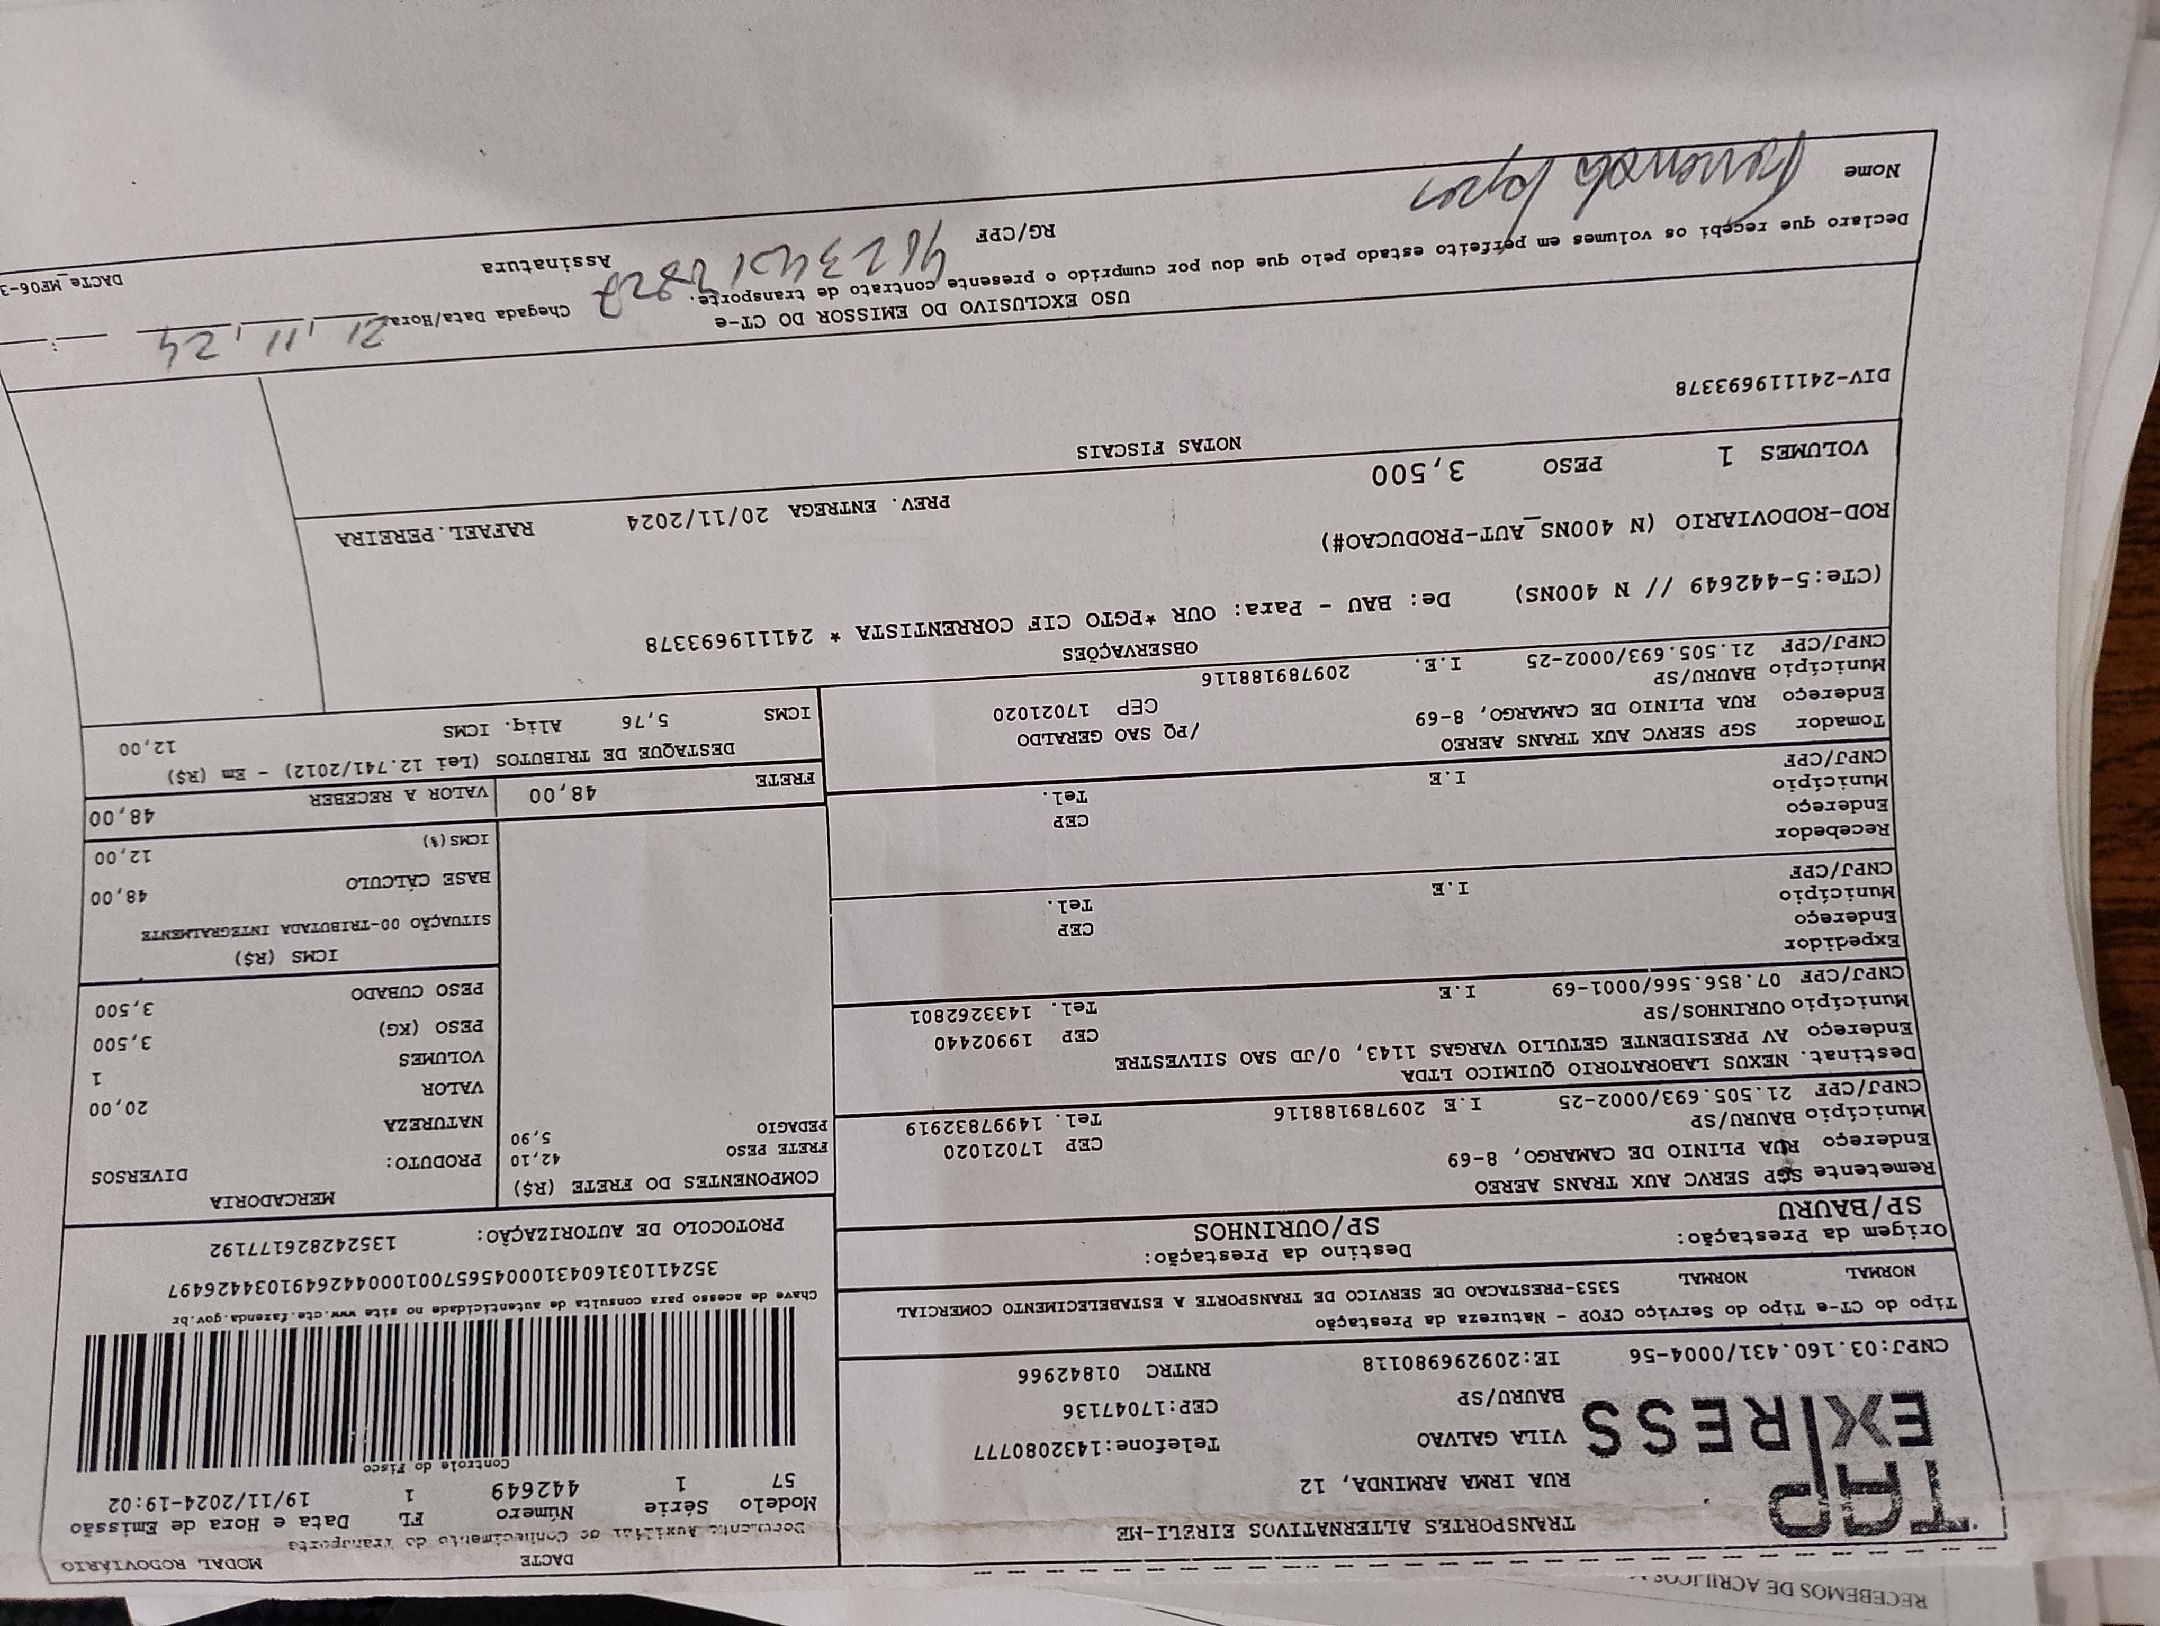 RECEBEMOS DE ACRILICOS
TAP
EXPRESS
TRANSPORTES ALTERNATIVOS EIRELI-ME
RUA IRMA ARMINDA, 12
VILA GALVAO Telefone:1432080777
BAURU/SP CEP:17047136
CNPJ:03.160.431/0004-56 IE:209296980118 RNTRC 01842966
DACTE MODAL RODOVIÁRIO
Documento Auxiliar do Conhecimento do Transporte
Modelo Série Número FL Data e Hora de Emissão
57 1 442649 1 19/11/2024-19:02
Controle do Fisco
Chave de acesso para consulta de autenticidade no site www.cte.fazenda.gov.br
35241103160431000456570010004426491034426497
PROTOCOLO DE AUTORIZAÇÃO: 135242826177192
Tipo do CT-e Tipo do Serviço CFOP - Natureza da Prestação
NORMAL NORMAL 5353-PRESTACAO DE SERVICO DE TRANSPORTE A ESTABELECIMENTO COMERCIAL
Origem da Prestação: Destino da Prestação:
SP/BAURU SP/OURINHOS
Remetente SGP SERVC AUX TRANS AEREO
Endereço RUA PLINIO DE CAMARGO, 8-69 CEP 17021020
Município BAURU/SP Tel. 14997832919
CNPJ/CPF 21.505.693/0002-25 I.E 209789188116
Destinat. NEXUS LABORATORIO QUIMICO LTDA
Endereço AV PRESIDENTE GETULIO VARGAS 1143, 0/JD SAO SILVESTRE
Município OURINHOS/SP CEP 19902440
CNPJ/CPF 07.856.566/0001-69 I.E Tel. 1433262801
Expedidor
Endereço CEP
Município Tel.
CNPJ/CPF I.E
Recebedor
Endereço CEP
Município Tel.
CNPJ/CPF I.E
Tomador SGP SERVC AUX TRANS AEREO /PQ SAO GERALDO
Endereço RUA PLINIO DE CAMARGO, 8-69 CEP 17021020
Município BAURU/SP
CNPJ/CPF 21.505.693/0002-25 I.E. 209789188116
COMPONENTES DO FRETE (R$)
FRETE PESO 42,10
PEDAGIO 5,90
MERCADORIA
PRODUTO: DIVERSOS
NATUREZA
VALOR 20,00
VOLUMES 1
PESO (KG) 3,500
PESO CUBADO 3,500
ICMS (R$)
SITUAÇÃO 00-TRIBUTADA INTEGRALMENTE
BASE CÁLCULO 48,00
ICMS(%) 12,00
FRETE 48,00 VALOR A RECEBER 48,00
DESTAQUE DE TRIBUTOS (Lei 12.741/2012) - Em (R$)
ICMS 5,76 Aliq. ICMS 12,00
OBSERVAÇÕES
(CTe:5-442649 // N 400NS) De: BAU - Para: OUR *PGTO CIF CORRENTISTA * 241119693378
ROD-RODOVIARIO (N 400NS_AUT-PRODUCAO#)
VOLUMES 1 PESO 3,500 PREV. ENTREGA 20/11/2024 RAFAEL.PEREIRA
NOTAS FISCAIS
DIV-241119693378
USO EXCLUSIVO DO EMISSOR DO CT-e
Declaro que recebi os volumes em perfeito estado pelo que dou por cumprido o presente contrato de transporte.
Chegada Data/Hora 21, 11, 24 :
Nome Fernanda Lopes RG/CPF Assinatura
DACTe_MF06-3